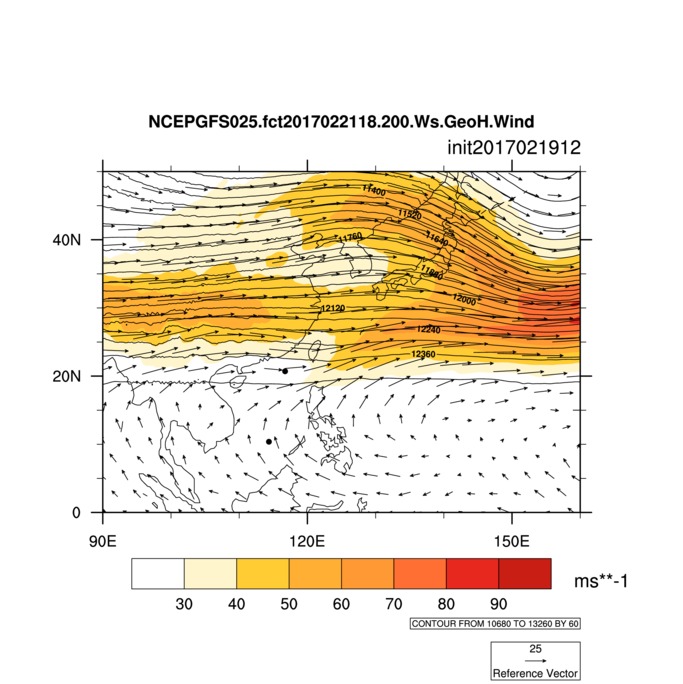 NCEPGFS025.fct2017022118.200.Ws.GeoH.Wind
init2017021912
11400
11520
40N
11760
11640
11880
12000
12120
12240
12360
20N
0
90E 120E 150E
ms**-1
30 40 50 60 70 80 90
CONTOUR FROM 10680 TO 13260 BY 60
25
Reference Vector